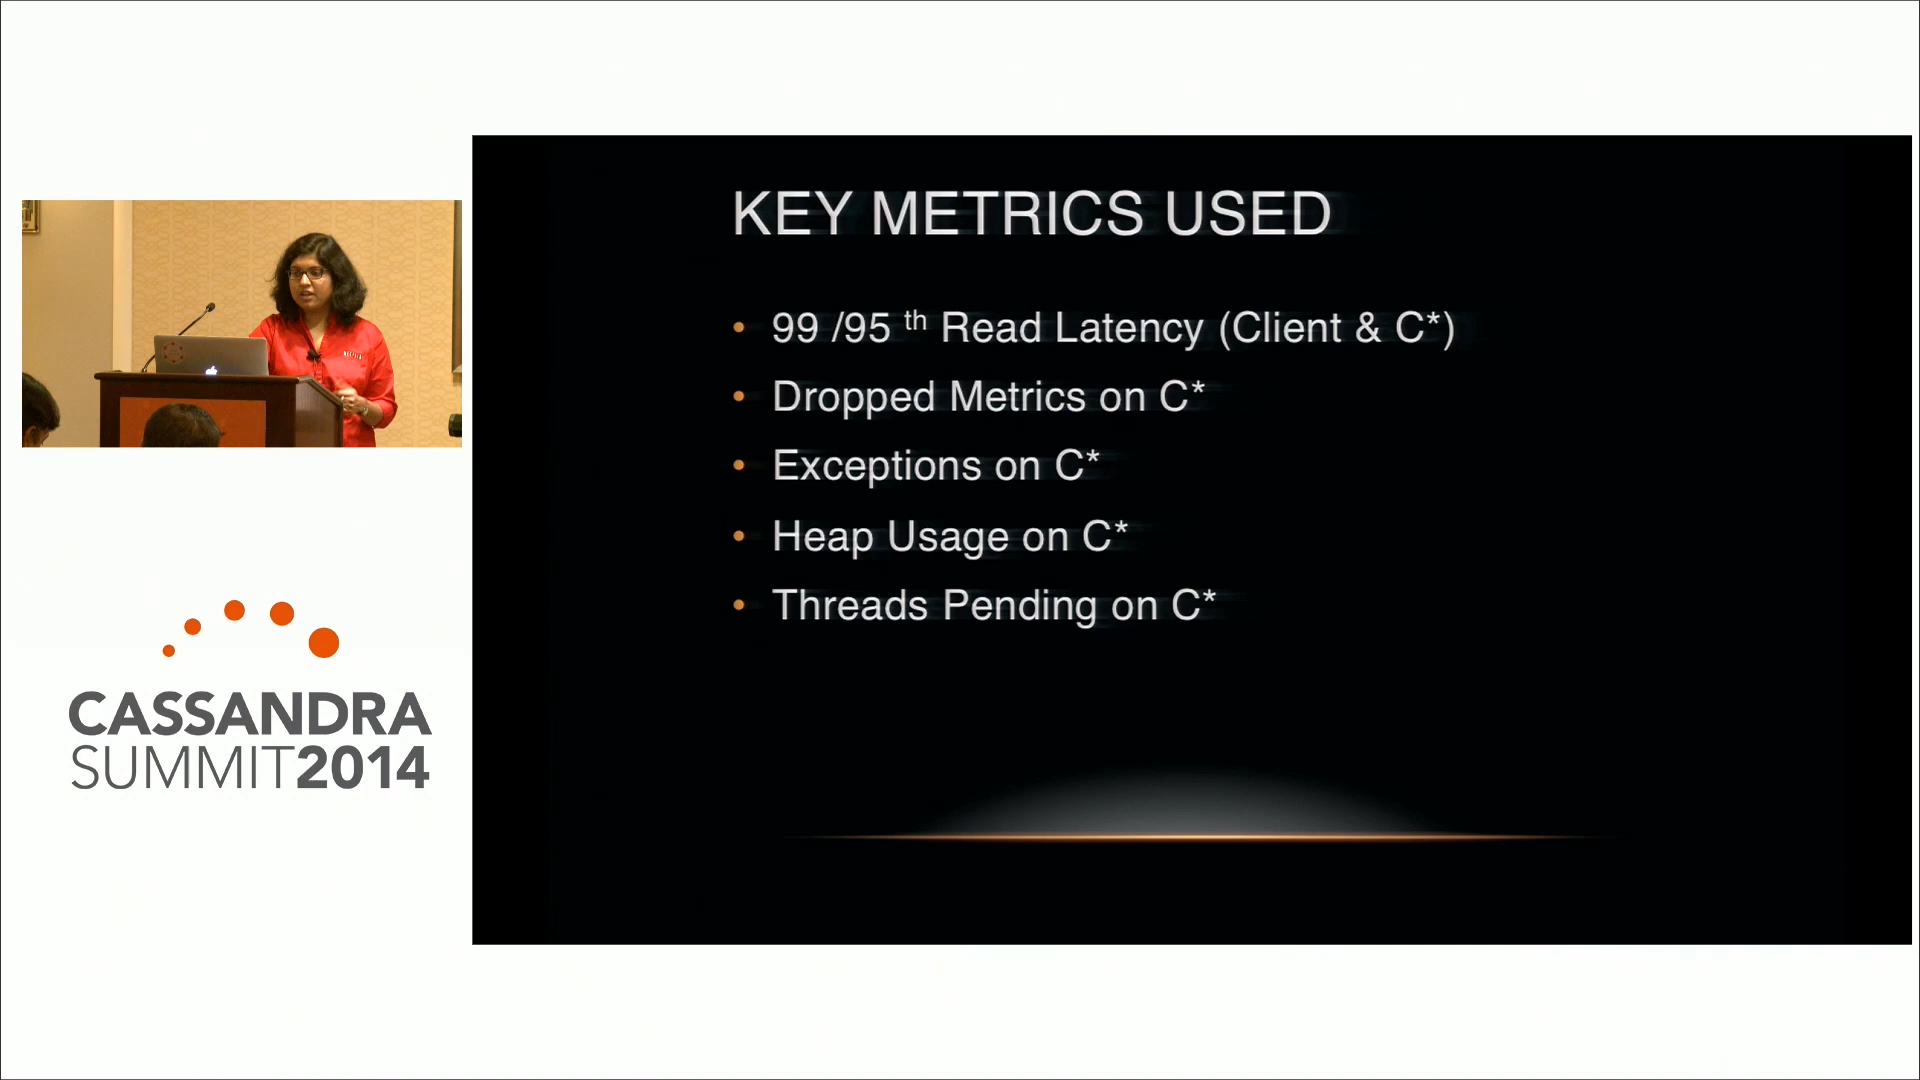 KEY METRICS USED
• 99 /95 th Read Latency (Client & C*)
• Dropped Metrics on C*
• Exceptions on C*
• Heap Usage on C*
• Threads Pending on C*
CASSANDRA
SUMMIT2014